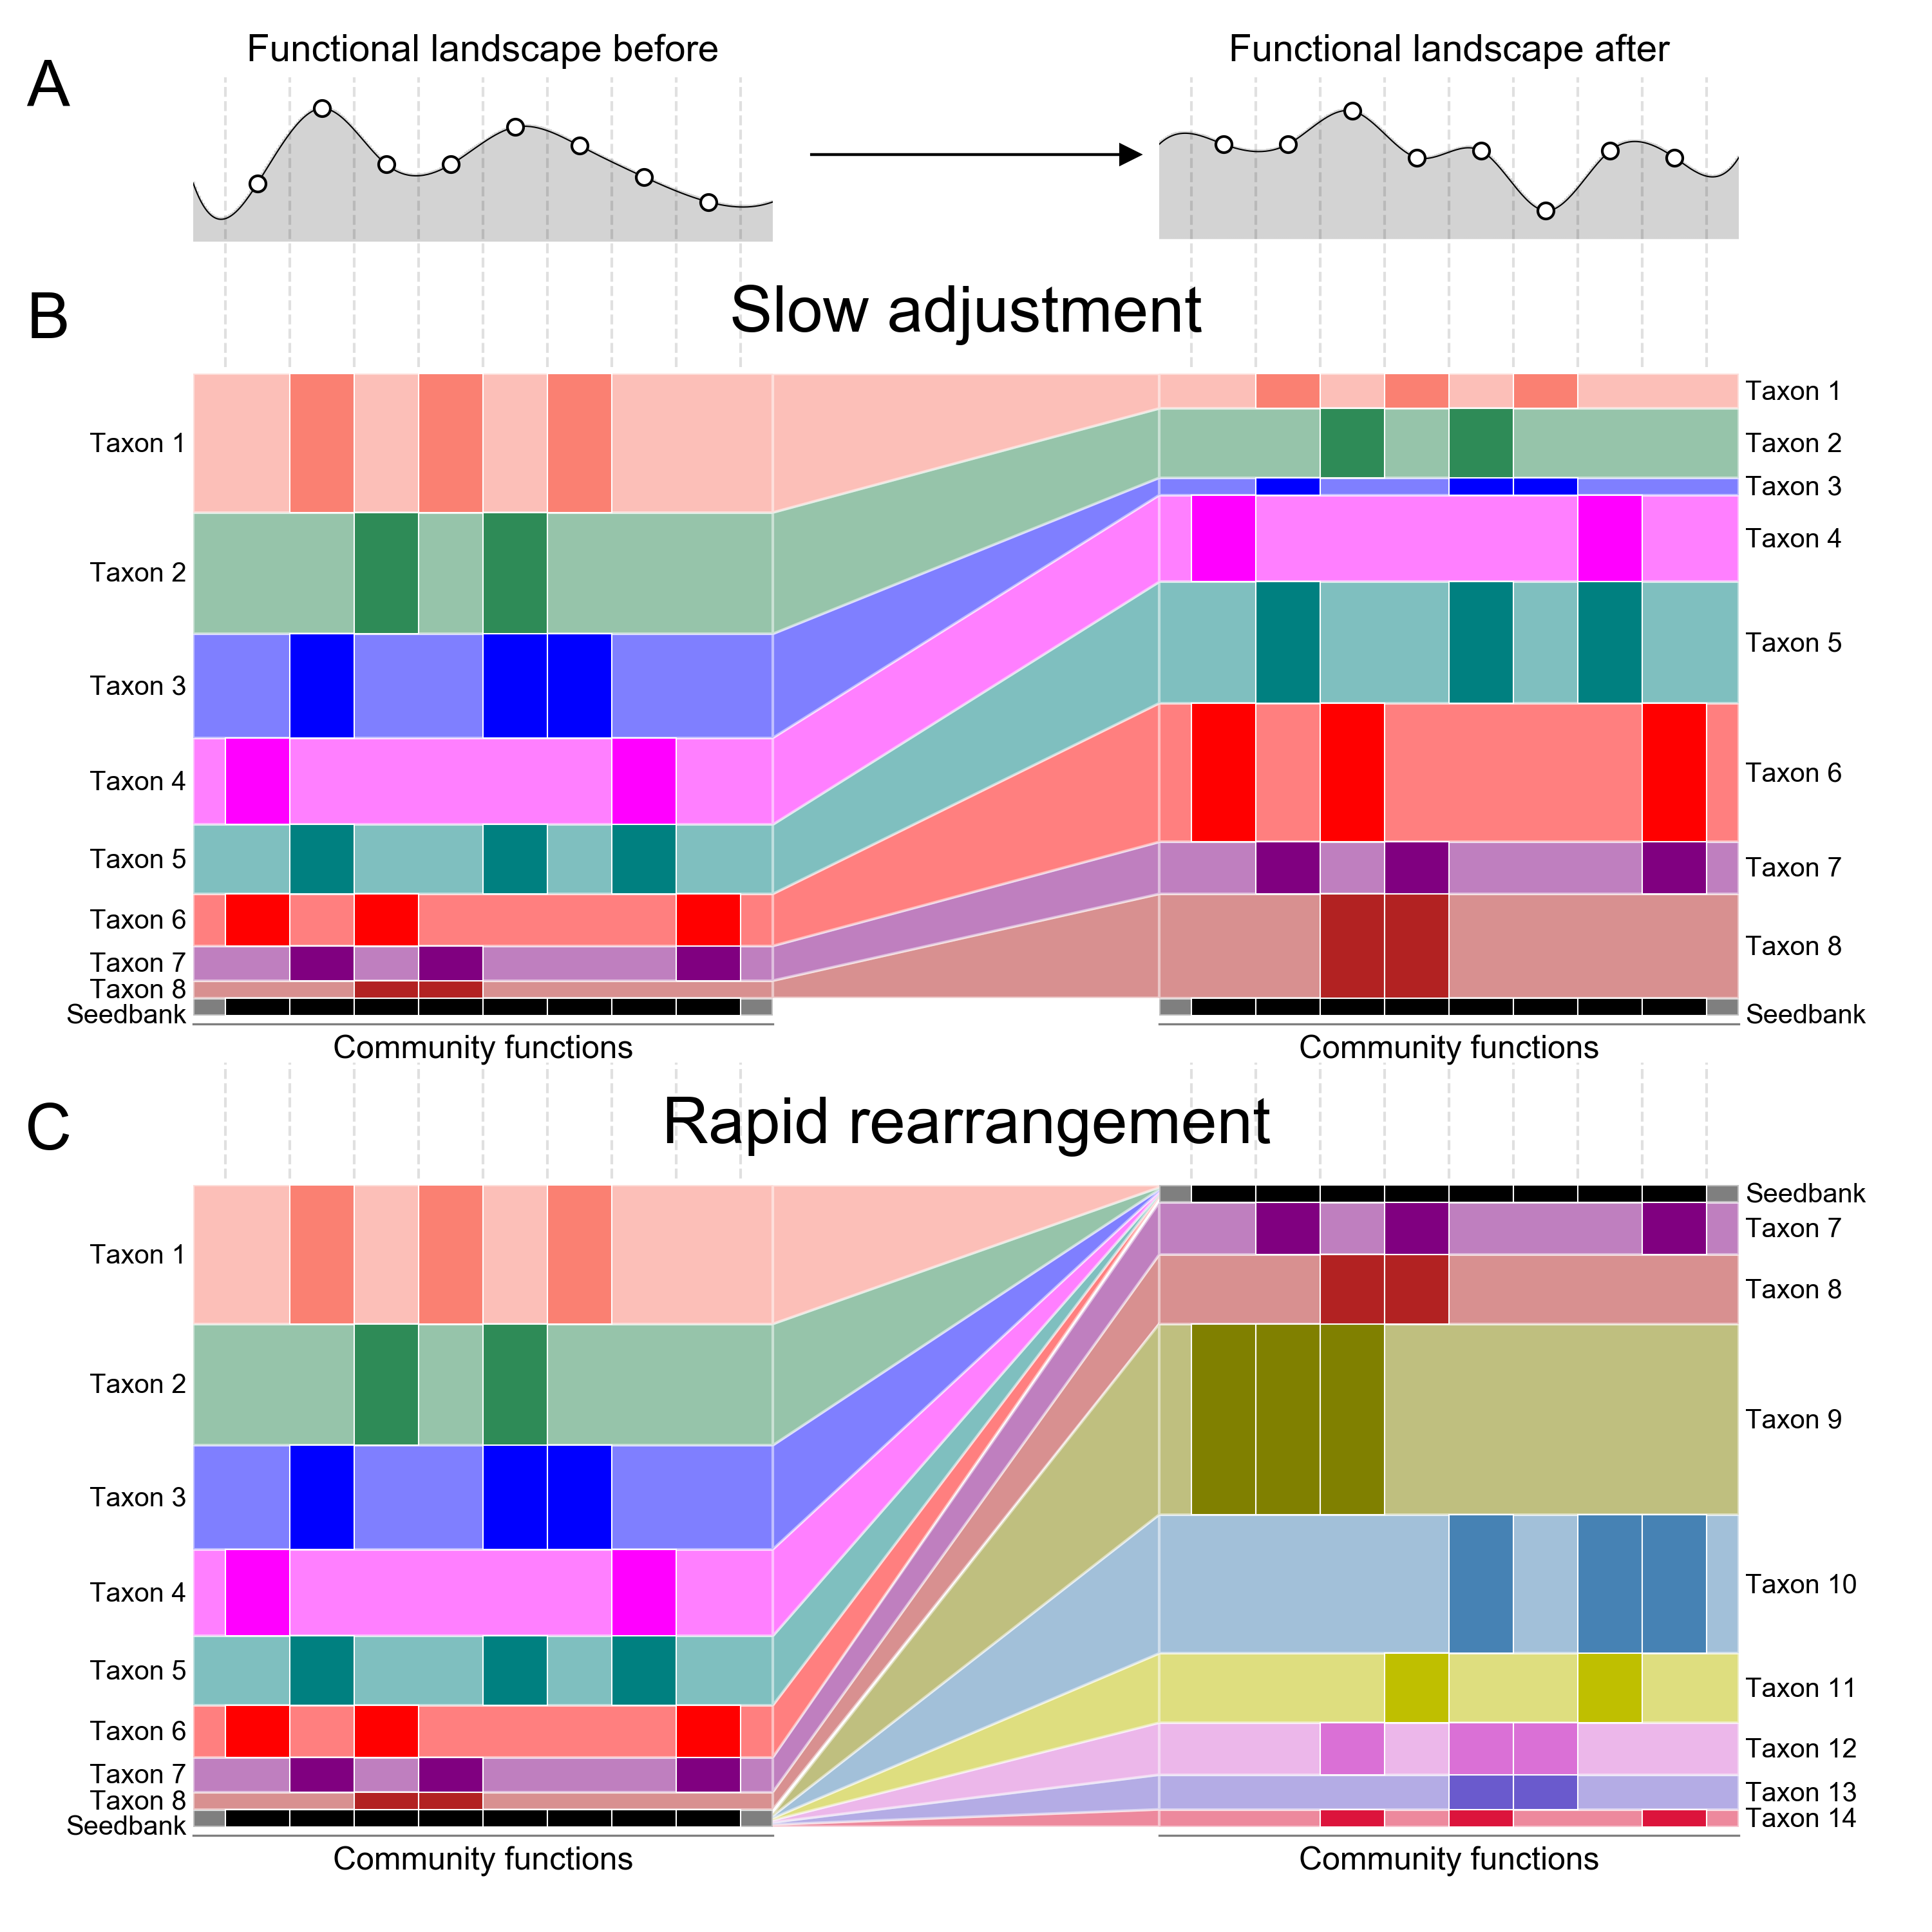 A
Functional landscape before
Functional landscape after
B
Slow adjustment
Taxon 1
Taxon 2
Taxon 3
Taxon 4
Taxon 5
Taxon 6
Taxon 7
Taxon 8
Seedbank
Community functions
Taxon 1
Taxon 2
Taxon 3
Taxon 4
Taxon 5
Taxon 6
Taxon 7
Taxon 8
Seedbank
Community functions
C
Rapid rearrangement
Taxon 1
Taxon 2
Taxon 3
Taxon 4
Taxon 5
Taxon 6
Taxon 7
Taxon 8
Seedbank
Community functions
Seedbank
Taxon 7
Taxon 8
Taxon 9
Taxon 10
Taxon 11
Taxon 12
Taxon 13
Taxon 14
Community functions